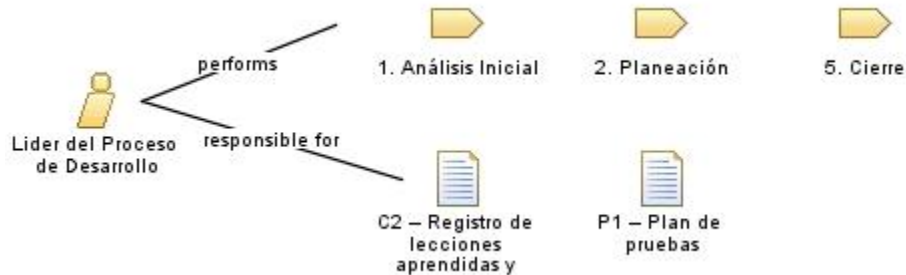 performs
1. Análisis Inicial
2. Planeación
5. Cierre
Lider del Proceso
de Desarrollo
responsible for
C2 – Registro de
lecciones
aprendidas y
P1 – Plan de
pruebas